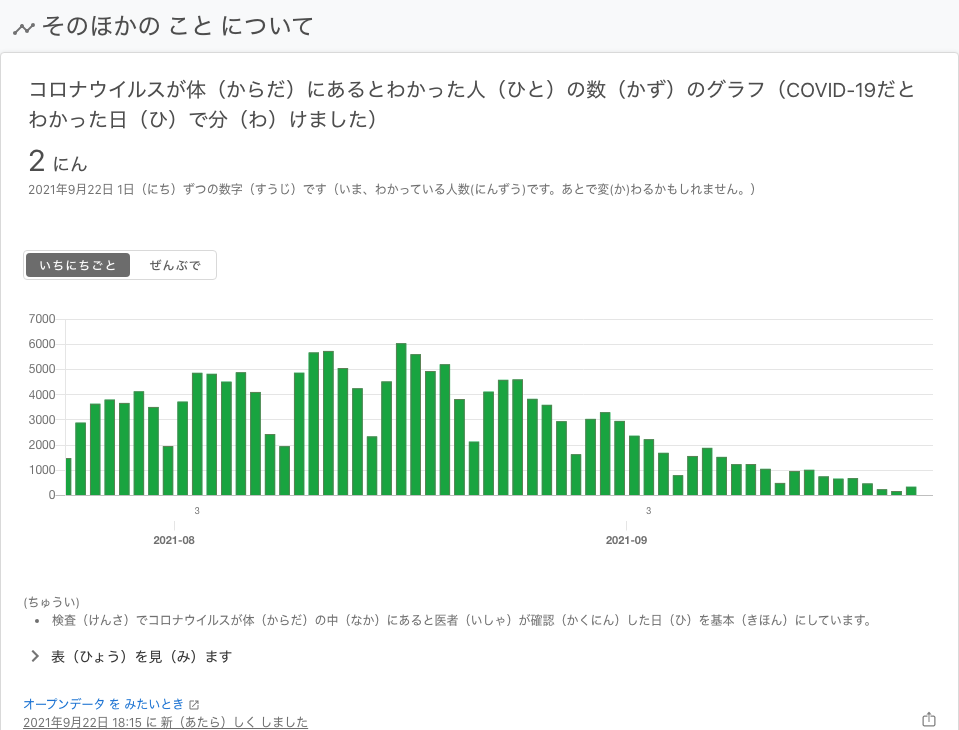 そのほかの こと について
コロナウイルスが体（からだ）にあるとわかった人（ひと）の数（かず）のグラフ（COVID-19だと
わかった日（ひ）で分（わ）けました）
2 にん
2021年9月22日 1日（にち）ずつの数字（すうじ）です（いま、わかっている人数(にんずう)です。あとで変(か)わるかもしれません。）
いちにちごと ぜんぶで
7000
6000
5000
4000
3000
2000
1000
0
3 3
2021-08 2021-09
(ちゅうい)
• 検査（けんさ）でコロナウイルスが体（からだ）の中（なか）にあると医者（いしゃ）が確認（かくにん）した日（ひ）を基本（きほん）にしています。
表（ひょう）を見（み）ます
オープンデータ を みたいとき
2021年9月22日 18:15 に 新（あたら）しく しました